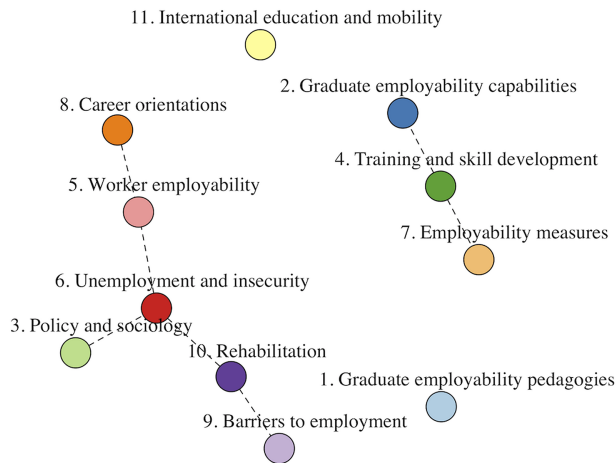 11. International education and mobility
2. Graduate employability capabilities
8. Career orientations
4. Training and skill development
5. Worker employability
7. Employability measures
6. Unemployment and insecurity
3. Policy and sociology
10. Rehabilitation
1. Graduate employability pedagogies
9. Barriers to employment